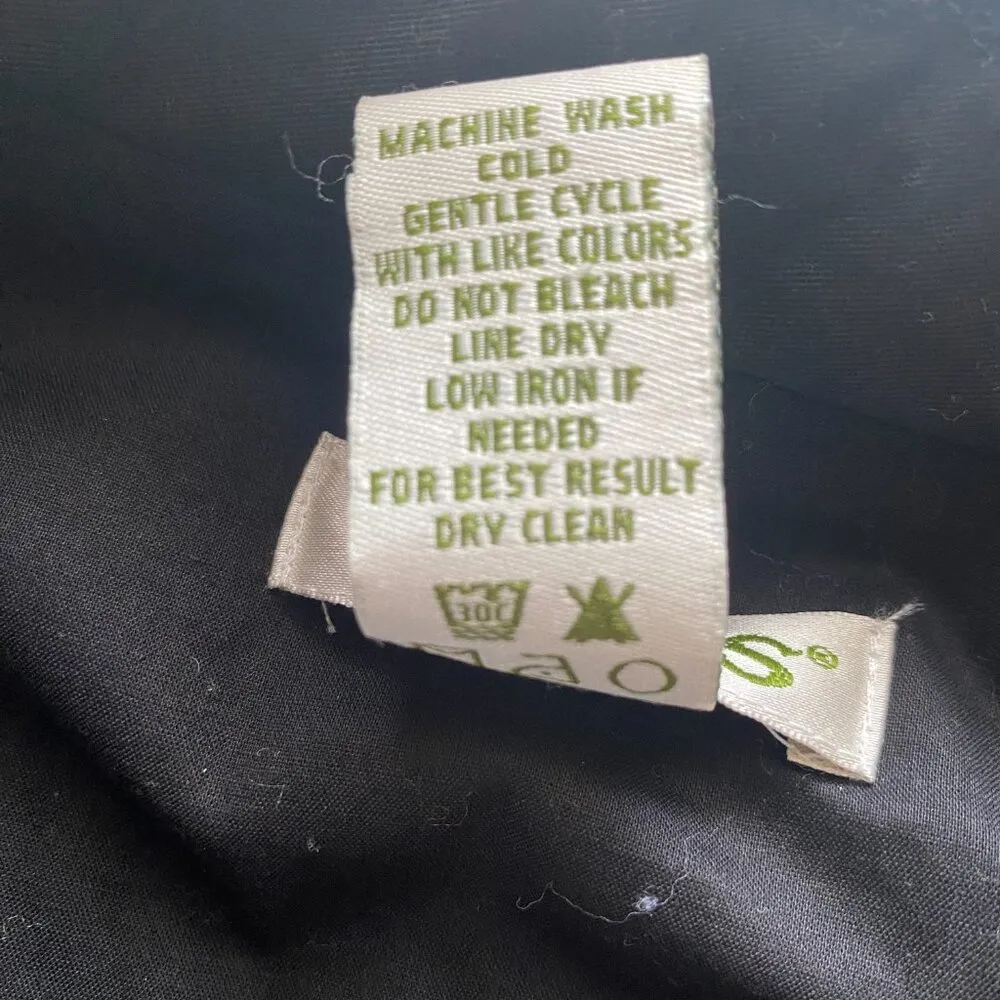 MACHINE WASH
COLD
GENTLE CYCLE
WITH LIKE COLORS
DO NOT BLEACH
LINE DRY
LOW IRON IF
NEEDED
FOR BEST RESULT
DRY CLEAN
30C
S®